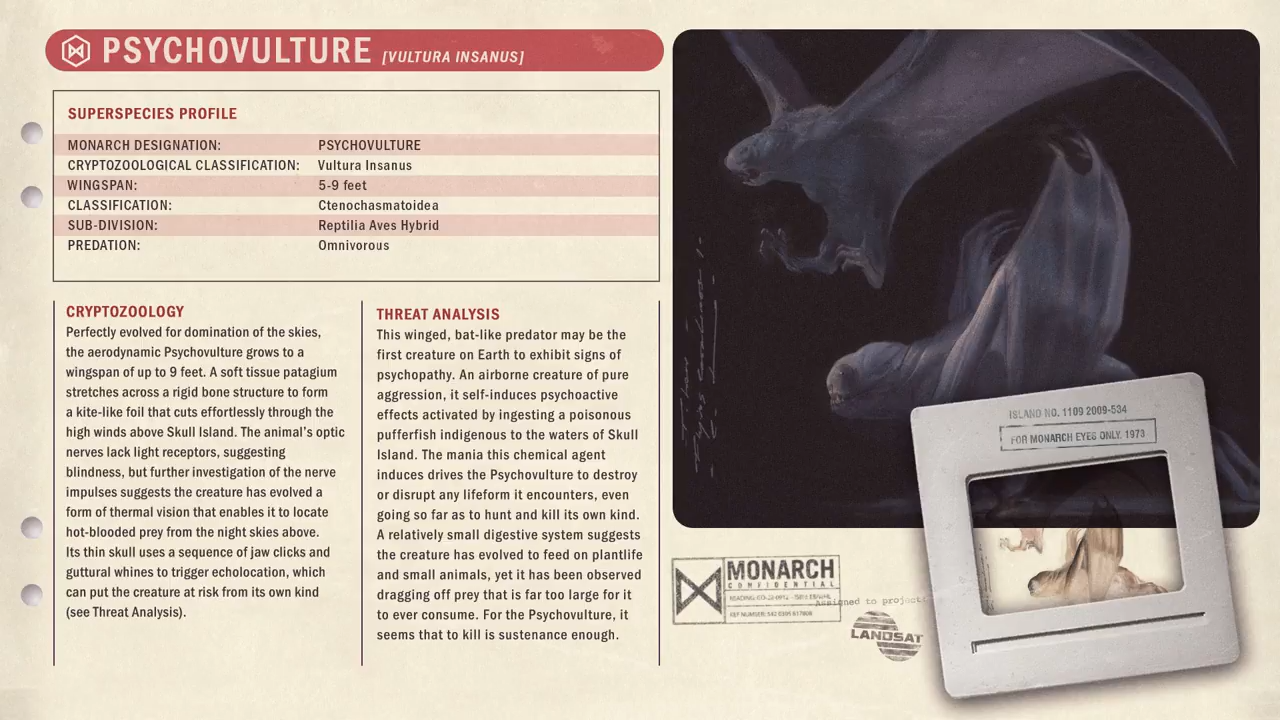 PSYCHOVULTURE [VULTURA INSANUS]
SUPERSPECIES PROFILE
MONARCH DESIGNATION: PSYCHOVULTURE
CRYPTOZOOLOGICAL CLASSIFICATION: Vultura Insanus
WINGSPAN: 5-9 feet
CLASSIFICATION: Ctenochasmatoidea
SUB-DIVISION: Reptilia Aves Hybrid
PREDATION: Omnivorous
CRYPTOZOOLOGY
Perfectly evolved for domination of the skies,
the aerodynamic Psychovulture grows to a
wingspan of up to 9 feet. A soft tissue patagium
stretches across a rigid bone structure to form
a kite-like foil that cuts effortlessly through the
high winds above Skull Island. The animal's optic
nerves lack light receptors, suggesting
blindness, but further investigation of the nerve
impulses suggests the creature has evolved a
form of thermal vision that enables it to locate
hot-blooded prey from the night skies above.
Its thin skull uses a sequence of jaw clicks and
guttural whines to trigger echolocation, which
can put the creature at risk from its own kind
(see Threat Analysis).
THREAT ANALYSIS
This winged, bat-like predator may be the
first creature on Earth to exhibit signs of
psychopathy. An airborne creature of pure
aggression, it self-induces psychoactive
effects activated by ingesting a poisonous
pufferfish indigenous to the waters of Skull
Island. The mania this chemical agent
induces drives the Psychovulture to destroy
or disrupt any lifeform it encounters, even
going so far as to hunt and kill its own kind.
A relatively small digestive system suggests
the creature has evolved to feed on plantlife
and small animals, yet it has been observed
dragging off prey that is far too large for it
to ever consume. For the Psychovulture, it
seems that to kill is sustenance enough.
ISLAND NO. 1109 2009-534
FOR MONARCH EYES ONLY. 1973
MONARCH
CONFIDENTIAL
Assigned to project
LANDSAT